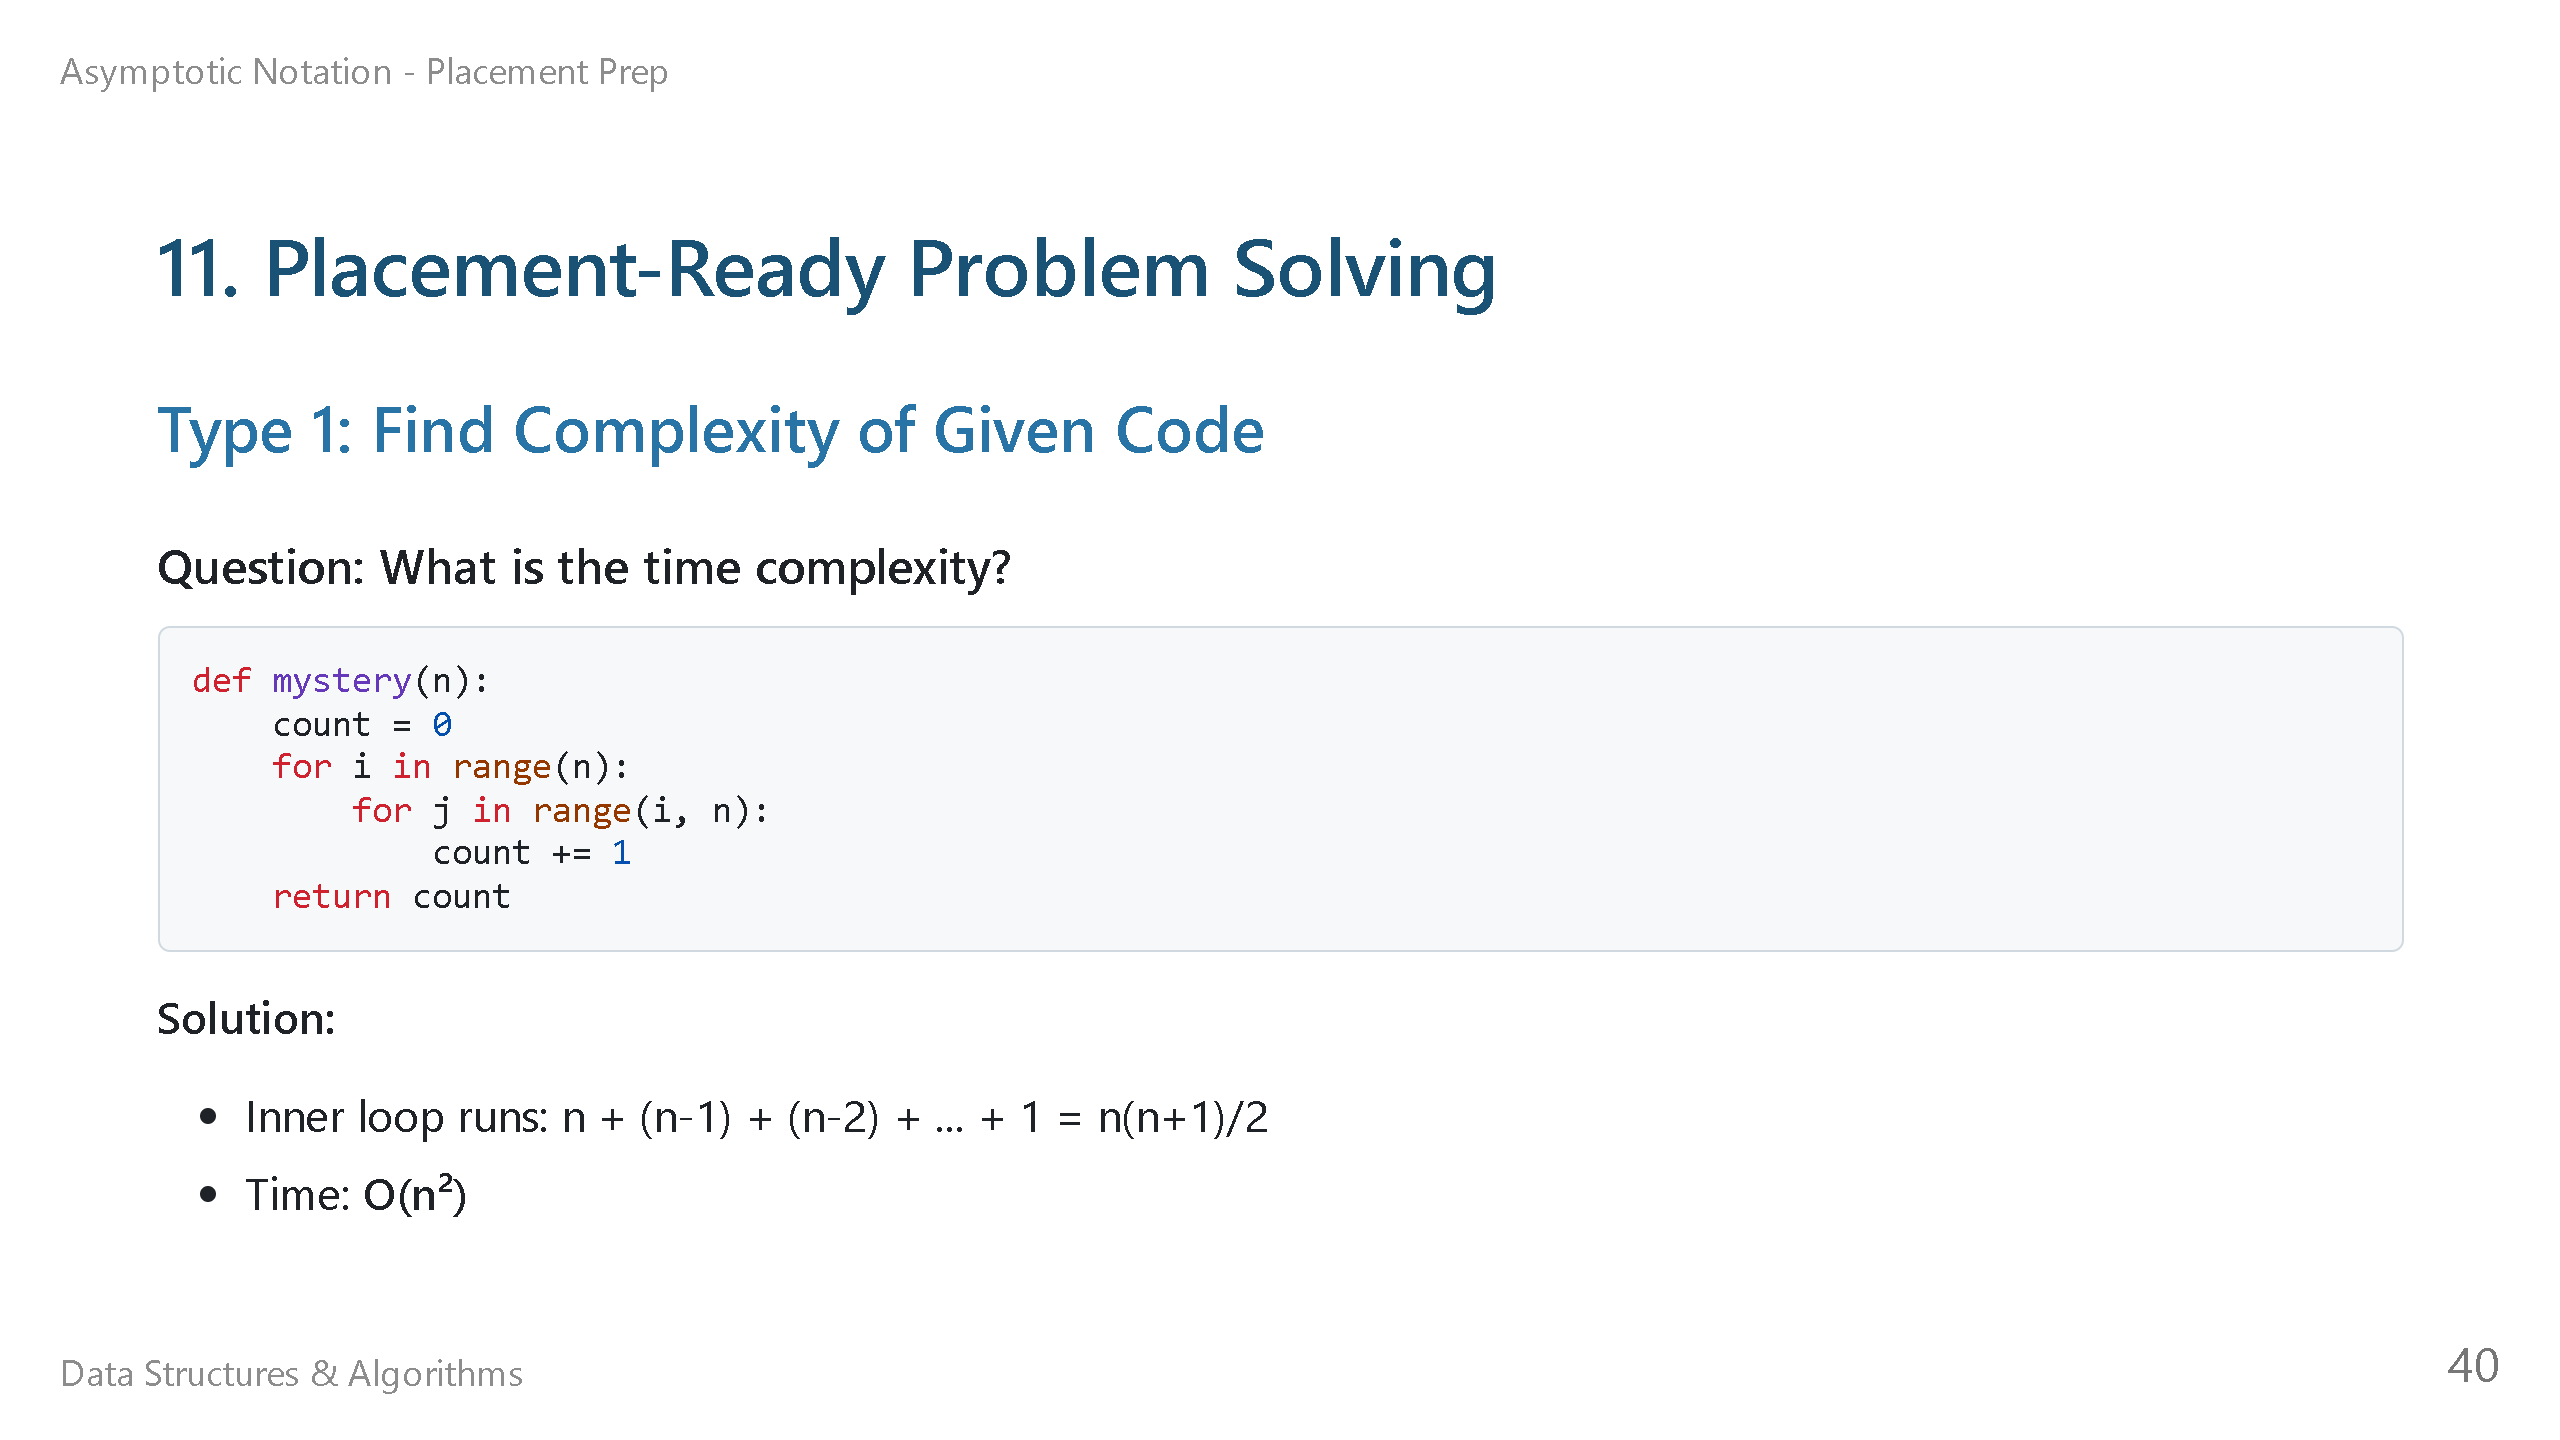 Asymptotic Notation - Placement Prep
11. Placement-Ready Problem Solving
Type 1: Find Complexity of Given Code
Question: What is the time complexity?
def mystery(n):
    count = 0
    for i in range(n):
        for j in range(i, n):
            count += 1
    return count
Solution:
• Inner loop runs: n + (n-1) + (n-2) + ... + 1 = n(n+1)/2
• Time: O(n²)
Data Structures & Algorithms
40